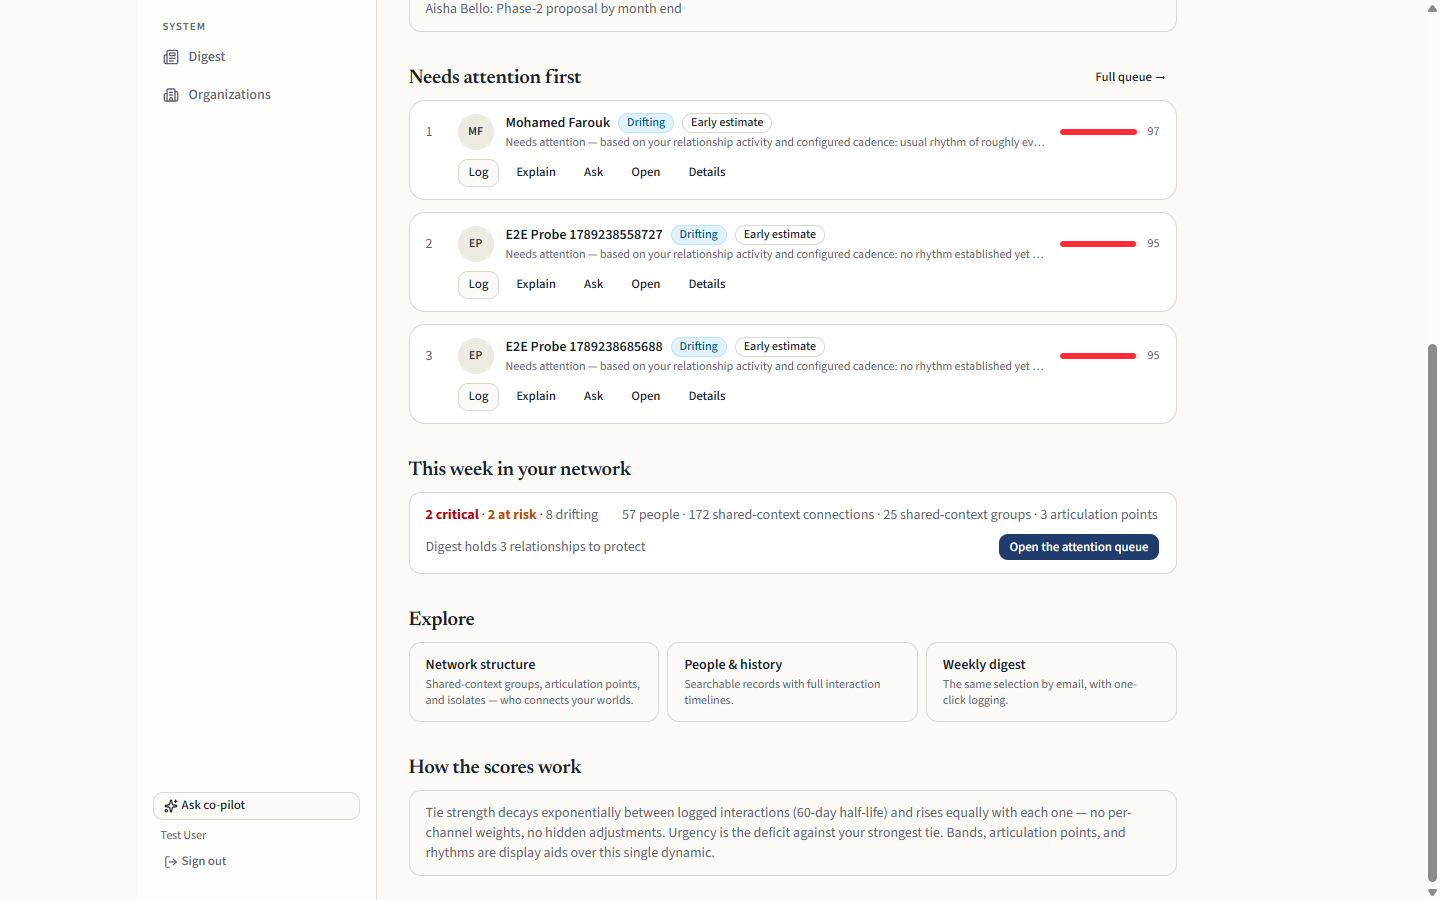 SYSTEM
Digest
Organizations
Ask co-pilot
Test User
Sign out
Aisha Bello: Phase-2 proposal by month end
Needs attention first
Full queue →
1
MF
Mohamed Farouk
Drifting
Early estimate
Needs attention — based on your relationship activity and configured cadence: usual rhythm of roughly ev…
97
Log
Explain
Ask
Open
Details
2
EP
E2E Probe 1789238558727
Drifting
Early estimate
Needs attention — based on your relationship activity and configured cadence: no rhythm established yet …
95
Log
Explain
Ask
Open
Details
3
EP
E2E Probe 1789238685688
Drifting
Early estimate
Needs attention — based on your relationship activity and configured cadence: no rhythm established yet …
95
Log
Explain
Ask
Open
Details
This week in your network
2 critical · 2 at risk · 8 drifting
57 people · 172 shared-context connections · 25 shared-context groups · 3 articulation points
Digest holds 3 relationships to protect
Open the attention queue
Explore
Network structure
Shared-context groups, articulation points,
and isolates — who connects your worlds.
People & history
Searchable records with full interaction
timelines.
Weekly digest
The same selection by email, with one-
click logging.
How the scores work
Tie strength decays exponentially between logged interactions (60-day half-life) and rises equally with each one — no per-
channel weights, no hidden adjustments. Urgency is the deficit against your strongest tie. Bands, articulation points, and
rhythms are display aids over this single dynamic.